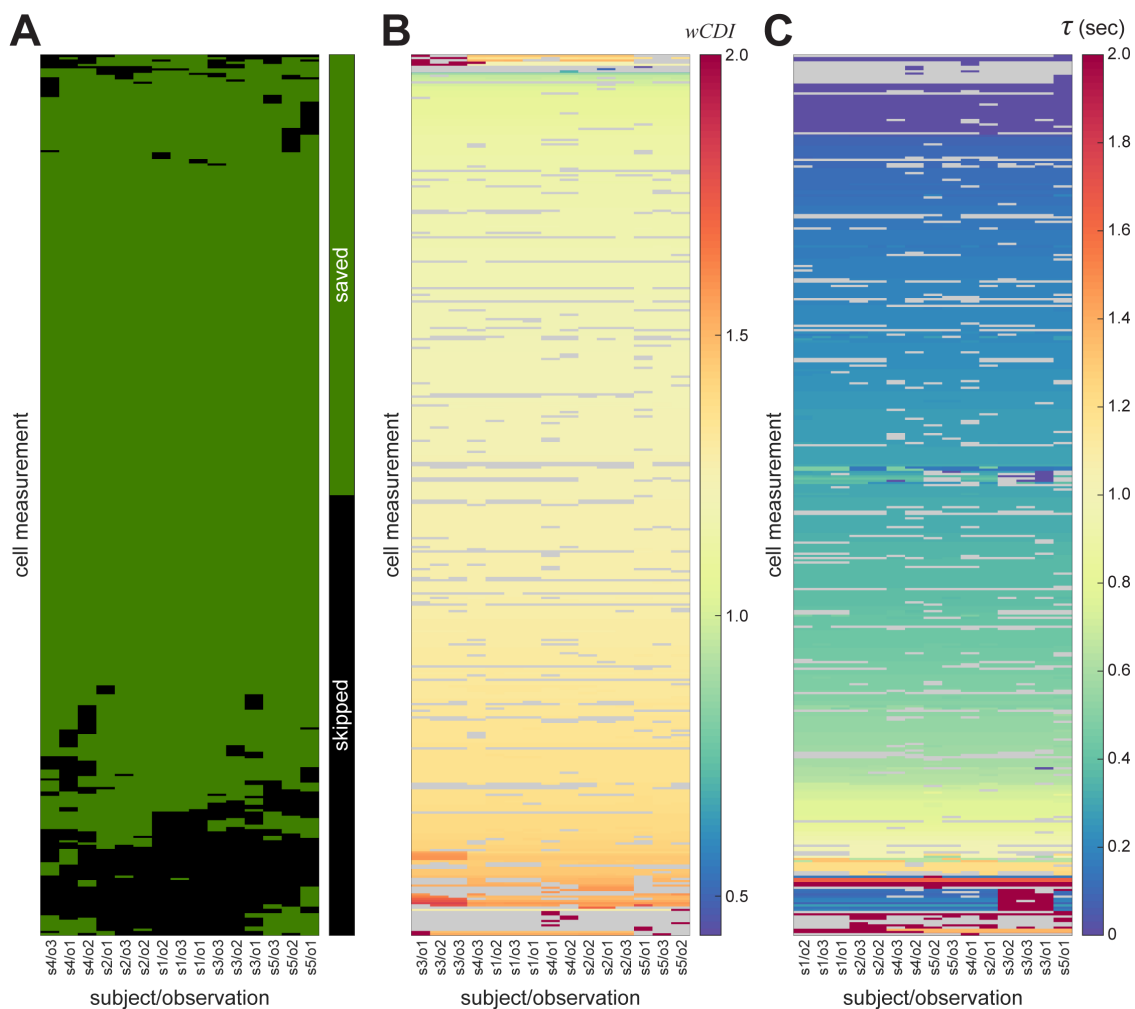 A
saved
skipped
cell measurement
s4/o3
s4/o1
s4/o2
s2/o1
s2/o3
s2/o2
s1/o2
s1/o3
s1/o1
s3/o3
s3/o2
s3/o1
s5/o3
s5/o2
s5/o1
subject/observation
B
wCDI
2.0
1.5
1.0
0.5
cell measurement
s3/o1
s3/o2
s3/o3
s4/o2
s1/o2
s1/o3
s1/o1
s4/o1
s4/o3
s2/o2
s2/o1
s2/o3
s5/o1
s5/o3
s5/o2
subject/observation
C
τ (sec)
2.0
1.8
1.6
1.4
1.2
1.0
0.8
0.6
0.4
0.2
0
cell measurement
s1/o2
s1/o3
s1/o1
s2/o3
s2/o2
s4/o3
s4/o2
s5/o2
s5/o3
s4/o1
s2/o1
s3/o3
s3/o2
s3/o1
s5/o1
subject/observation